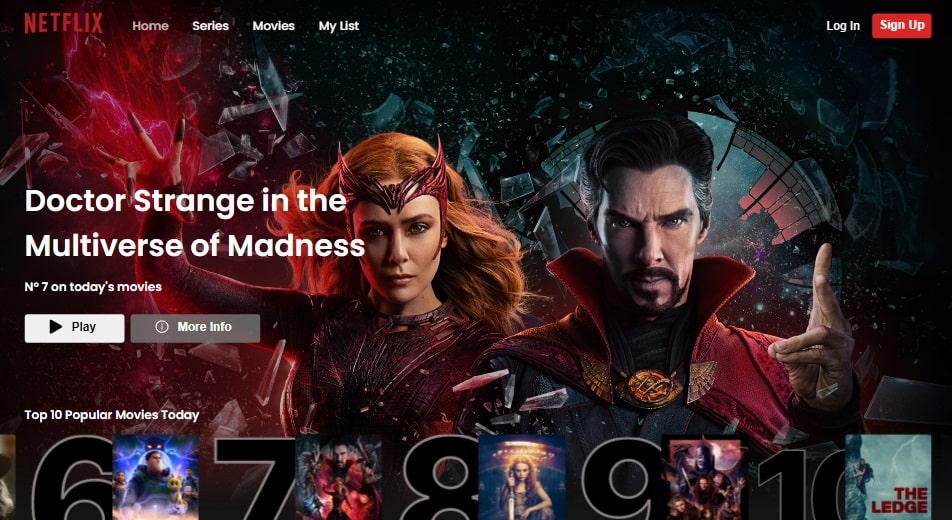 NETFLIX
Home Series Movies My List
Log In Sign Up
Doctor Strange in the
Multiverse of Madness
Nº 7 on today's movies
Play More Info
Top 10 Popular Movies Today
6 7 8 9 10
THE
LEDGE